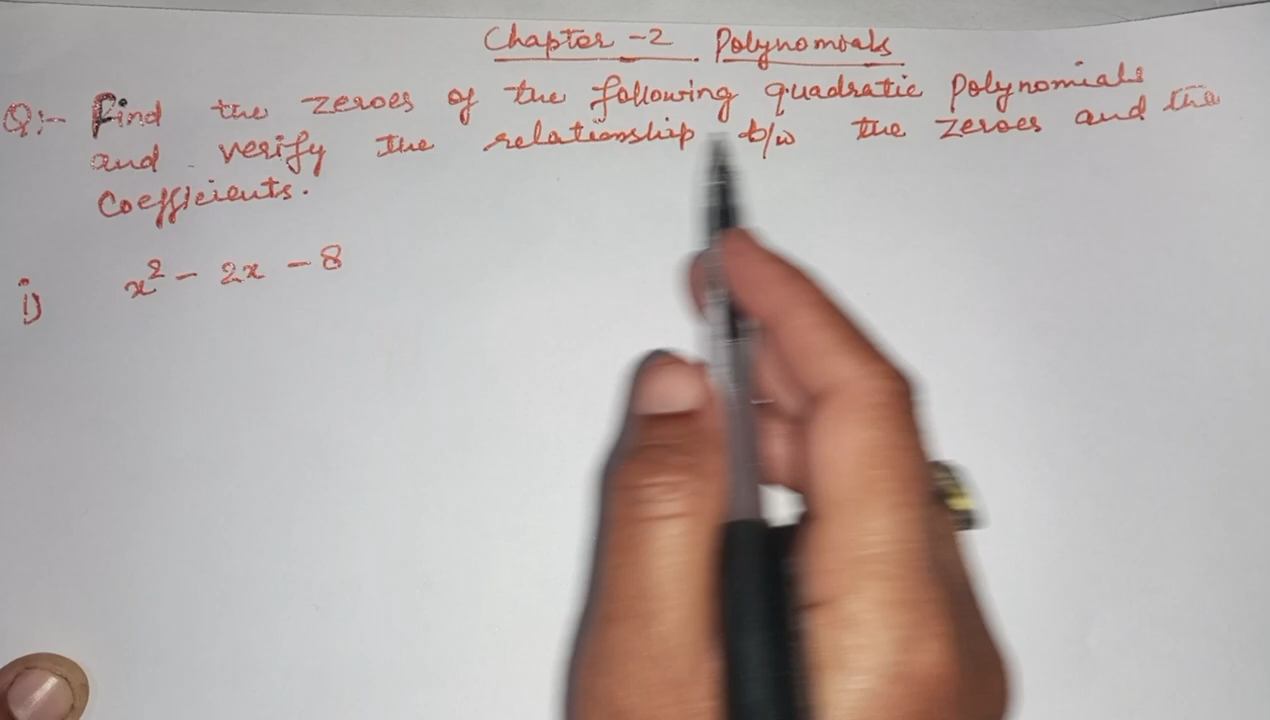 Chapter - 2 Polynomials
Q:- Find the zeroes of the following quadratic Polynomials
and verify the relationship b/w the zeroes and the
Coefficients.
i) x² - 2x - 8